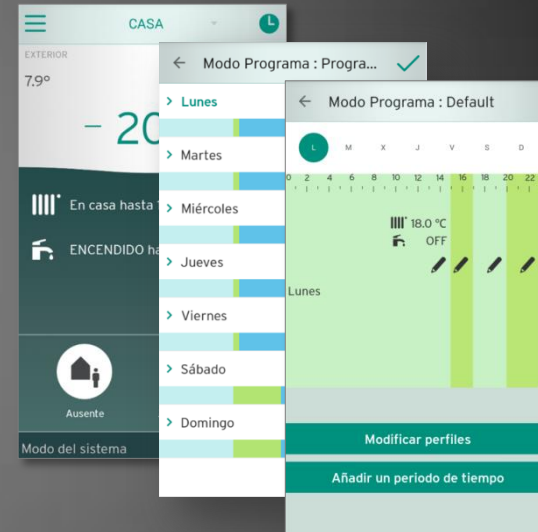 CASA
EXTERIOR
7.9°
- 20
En casa hasta
ENCENDIDO ha
Ausente
Modo del sistema
← Modo Programa : Progra...
> Lunes
> Martes
> Miércoles
> Jueves
> Viernes
> Sábado
> Domingo
← Modo Programa : Default
L M X J V S D
0 2 4 6 8 10 12 14 16 18 20 22
18.0 °C
OFF
Lunes
Modificar perfiles
Añadir un periodo de tiempo